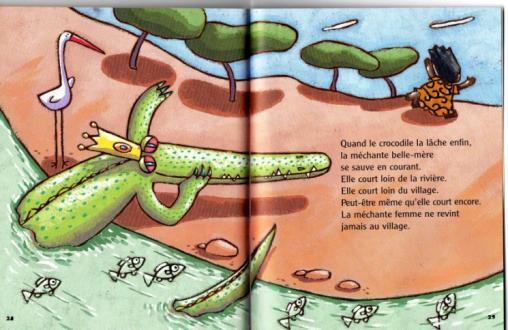 Quand le crocodile la lâche enfin,
la méchante belle-mère
se sauve en courant.
Elle court loin de la rivière.
Elle court loin du village.
Peut-être même qu'elle court encore.
La méchante femme ne revint
jamais au village.
28
29